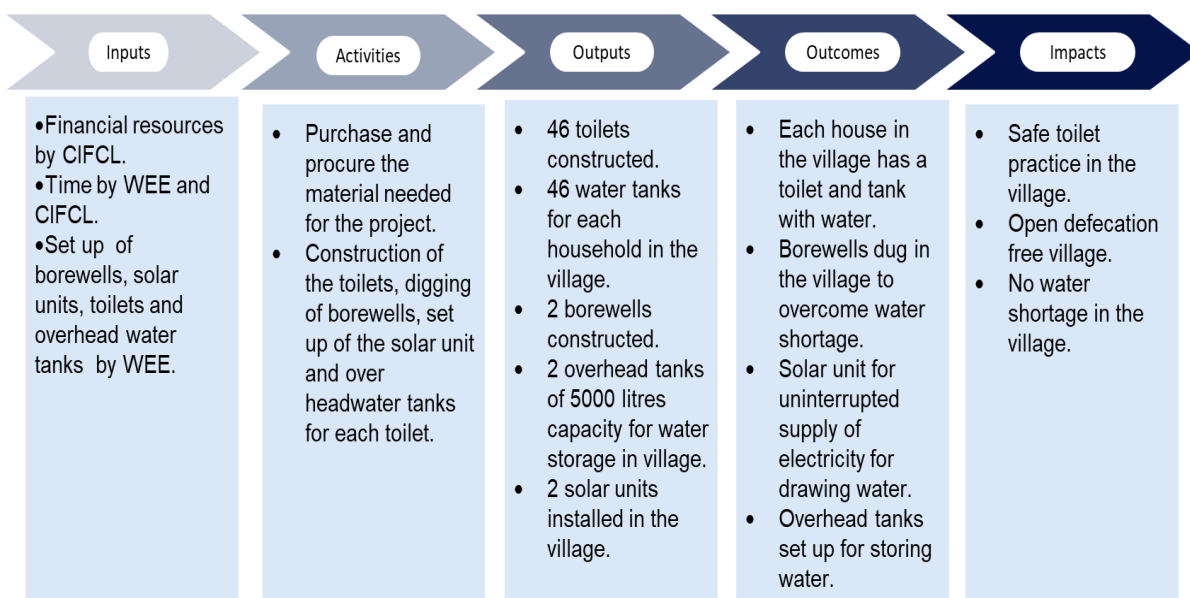 Inputs
Activities
Outputs
Outcomes
Impacts
•Financial resources
by CIFCL.
•Time by WEE and
CIFCL.
•Set up of
borewells, solar
units, toilets and
overhead water
tanks by WEE.
• Purchase and
procure the
material needed
for the project.
• Construction of
the toilets, digging
of borewells, set
up of the solar unit
and over
headwater tanks
for each toilet.
• 46 toilets
constructed.
• 46 water tanks
for each
household in the
village.
• 2 borewells
constructed.
• 2 overhead tanks
of 5000 litres
capacity for water
storage in village.
• 2 solar units
installed in the
village.
• Each house in
the village has a
toilet and tank
with water.
• Borewells dug in
the village to
overcome water
shortage.
• Solar unit for
uninterrupted
supply of
electricity for
drawing water.
• Overhead tanks
set up for storing
water.
• Safe toilet
practice in the
village.
• Open defecation
free village.
• No water
shortage in the
village.